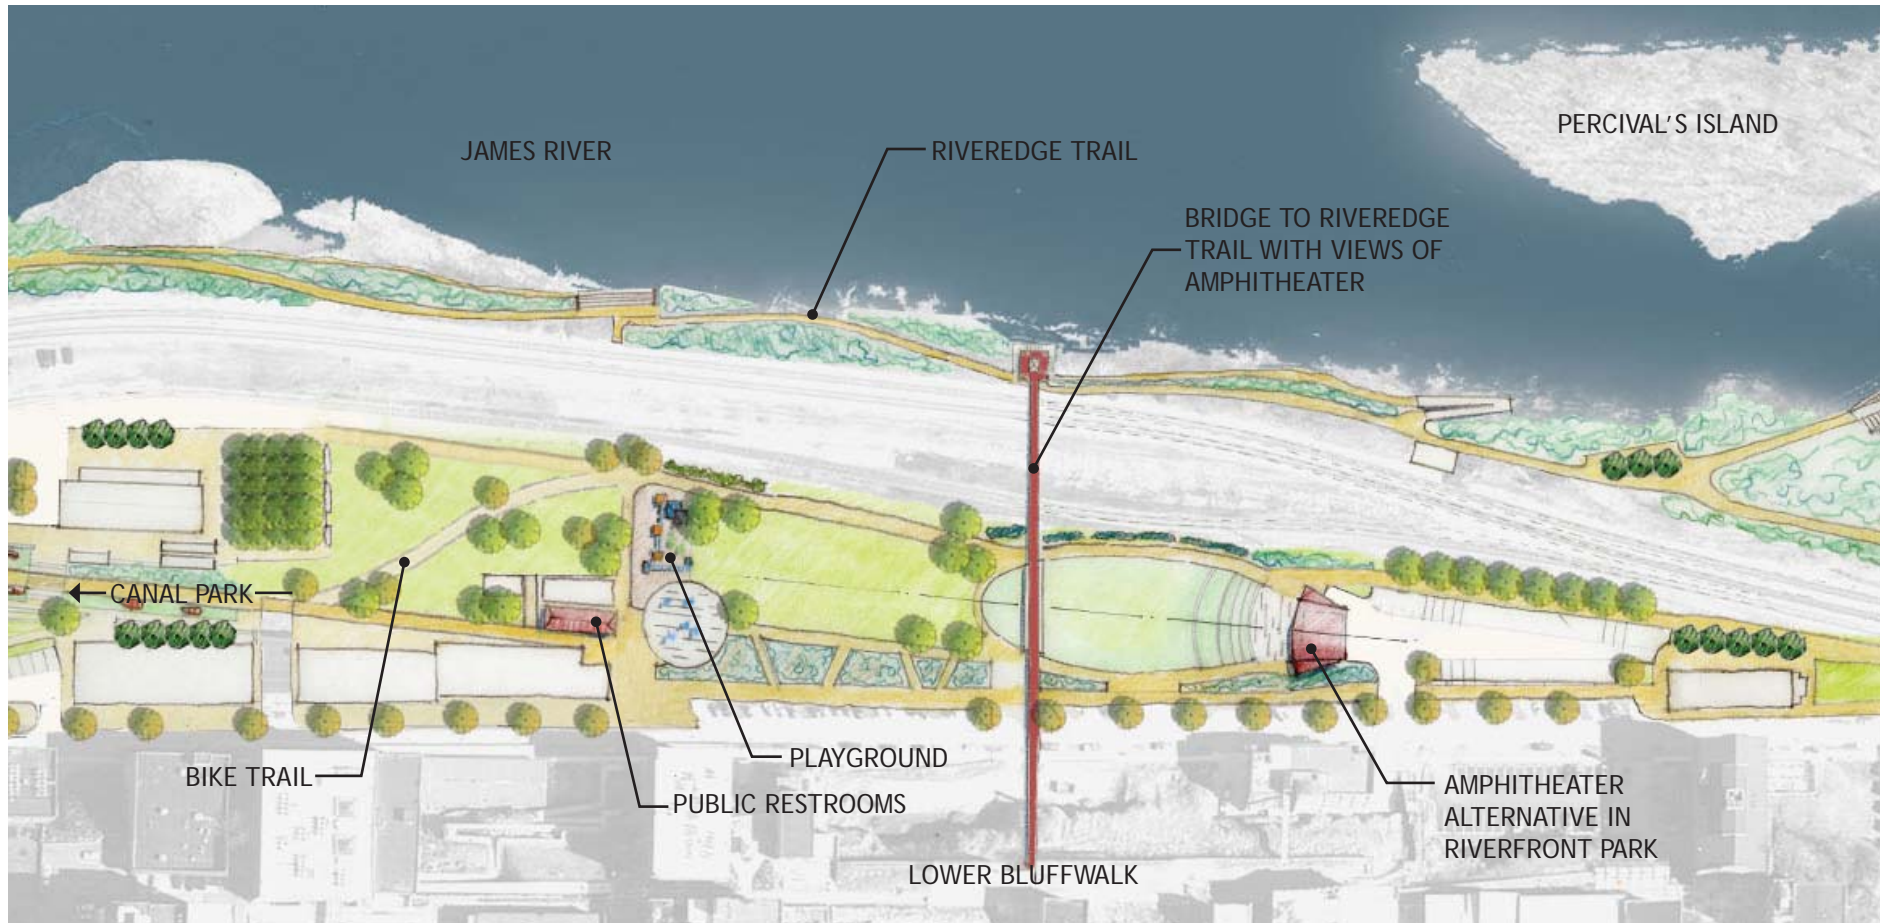 PERCIVAL'S ISLAND
JAMES RIVER
RIVEREDGE TRAIL
BRIDGE TO RIVEREDGE
TRAIL WITH VIEWS OF
AMPHITHEATER
CANAL PARK
BIKE TRAIL
PLAYGROUND
PUBLIC RESTROOMS
AMPHITHEATER
ALTERNATIVE IN
RIVERFRONT PARK
LOWER BLUFFWALK